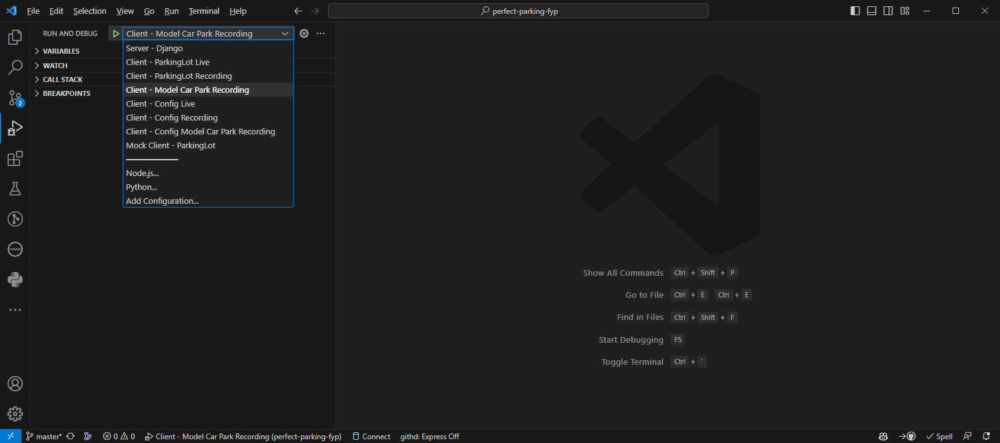 File Edit Selection View Go Run Terminal Help
perfect-parking-fyp
RUN AND DEBUG
Client - Model Car Park Recording
VARIABLES
WATCH
CALL STACK
BREAKPOINTS
Server - Django
Client - ParkingLot Live
Client - ParkingLot Recording
Client - Model Car Park Recording
Client - Config Live
Client - Config Recording
Client - Config Model Car Park Recording
Mock Client - ParkingLot
Node.js...
Python...
Add Configuration...
2
Show All Commands Ctrl + Shift + P
Go to File Ctrl + E Ctrl + E
Find in Files Ctrl + Shift + F
Start Debugging F5
Toggle Terminal Ctrl + `
master* 0 0 Client - Model Car Park Recording (perfect-parking-fyp) Connect githd: Express Off Spell